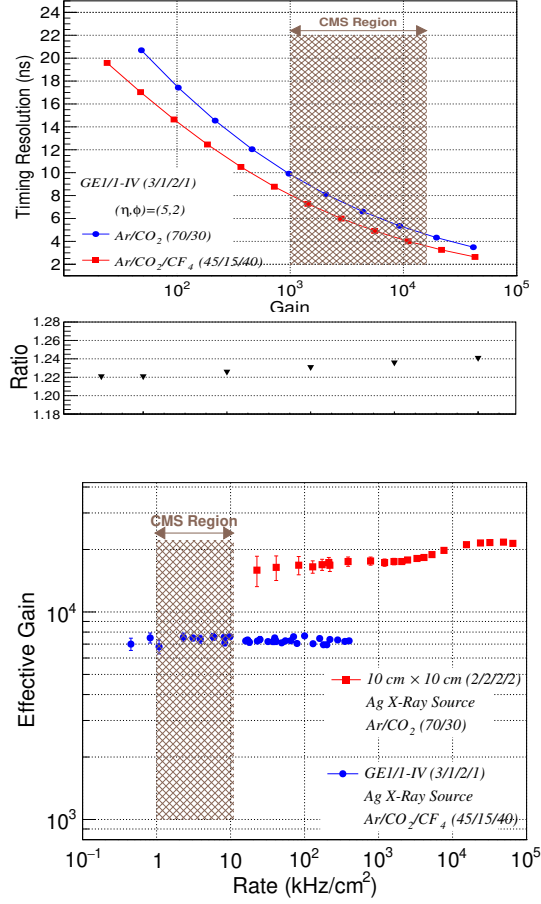 24
22
20
18
16
14
12
10
8
6
4
2
Timing Resolution (ns)
CMS Region
GE1/1-IV (3/1/2/1)
(η,ϕ)=(5,2)
Ar/CO₂ (70/30)
Ar/CO₂/CF₄ (45/15/40)
10² 10³ 10⁴ 10⁵
Gain
1.28
1.26
1.24
1.22
1.20
1.18
Ratio
CMS Region
10⁴
10³
Effective Gain
10 cm × 10 cm (2/2/2/2)
Ag X-Ray Source
Ar/CO₂ (70/30)
GE1/1-IV (3/1/2/1)
Ag X-Ray Source
Ar/CO₂/CF₄ (45/15/40)
10⁻¹ 1 10 10² 10³ 10⁴ 10⁵
Rate (kHz/cm²)